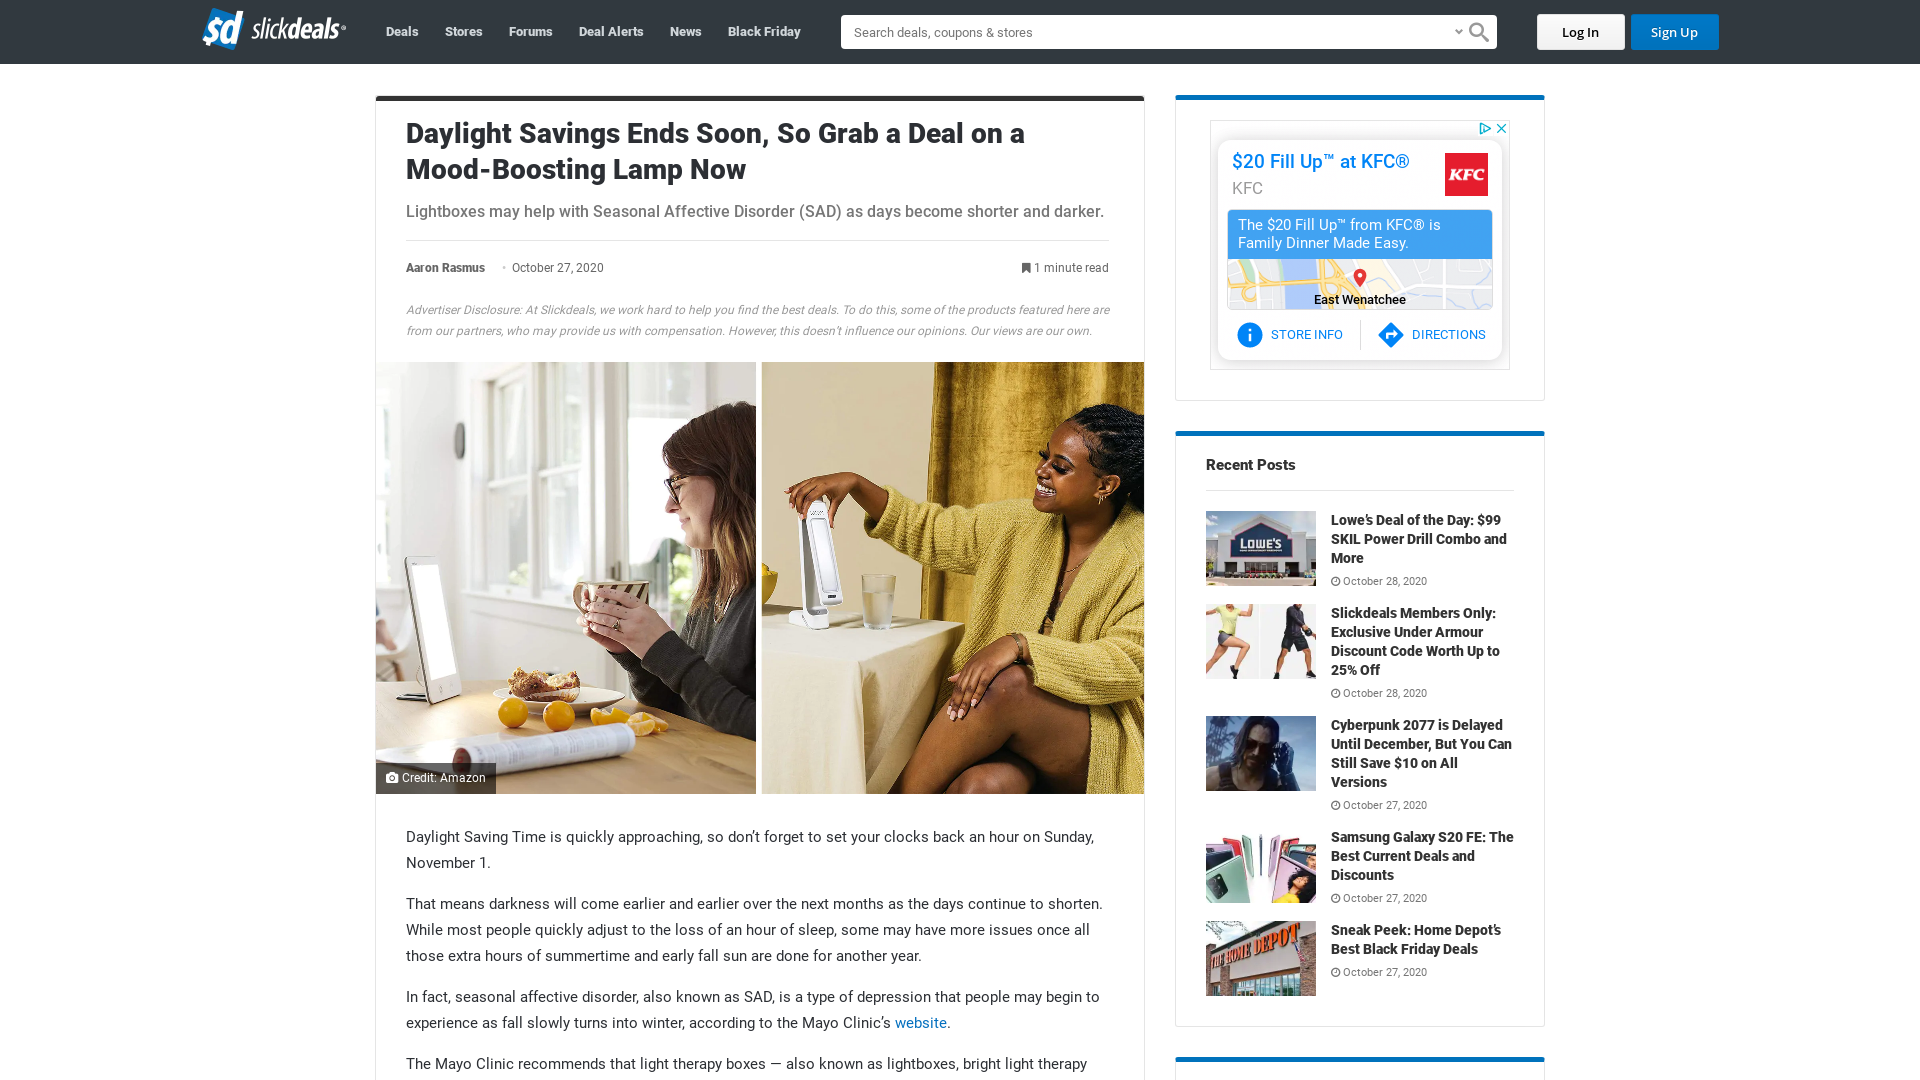 $d slickdeals®
Deals
Stores
Forums
Deal Alerts
News
Black Friday
Search deals, coupons & stores
Log In
Sign Up
Daylight Savings Ends Soon, So Grab a Deal on a
Mood-Boosting Lamp Now
Lightboxes may help with Seasonal Affective Disorder (SAD) as days become shorter and darker.
Aaron Rasmus • October 27, 2020
1 minute read
Advertiser Disclosure: At Slickdeals, we work hard to help you find the best deals. To do this, some of the products featured here are
from our partners, who may provide us with compensation. However, this doesn't influence our opinions. Our views are our own.
Credit: Amazon
Daylight Saving Time is quickly approaching, so don’t forget to set your clocks back an hour on Sunday,
November 1.
That means darkness will come earlier and earlier over the next months as the days continue to shorten.
While most people quickly adjust to the loss of an hour of sleep, some may have more issues once all
those extra hours of summertime and early fall sun are done for another year.
In fact, seasonal affective disorder, also known as SAD, is a type of depression that people may begin to
experience as fall slowly turns into winter, according to the Mayo Clinic’s website.
The Mayo Clinic recommends that light therapy boxes — also known as lightboxes, bright light therapy
$20 Fill Up™ at KFC®
KFC
KFC
The $20 Fill Up™ from KFC® is
Family Dinner Made Easy.
East Wenatchee
STORE INFO
DIRECTIONS
Recent Posts
LOWE'S
Lowe’s Deal of the Day: $99
SKIL Power Drill Combo and
More
October 28, 2020
Slickdeals Members Only:
Exclusive Under Armour
Discount Code Worth Up to
25% Off
October 28, 2020
Cyberpunk 2077 is Delayed
Until December, But You Can
Still Save $10 on All
Versions
October 27, 2020
Samsung Galaxy S20 FE: The
Best Current Deals and
Discounts
October 27, 2020
THE HOME DEPOT
Sneak Peek: Home Depot’s
Best Black Friday Deals
October 27, 2020